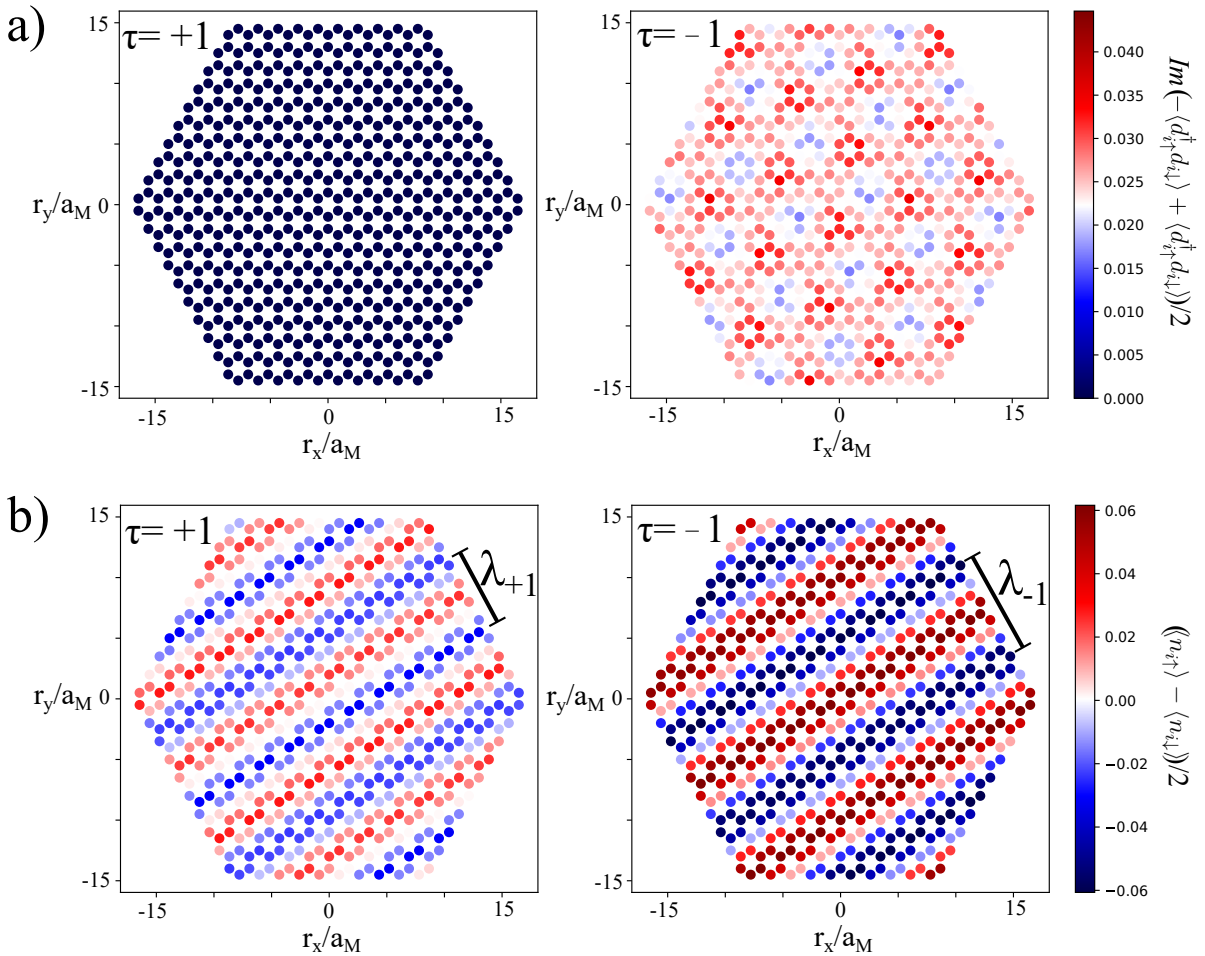 a)
τ= +1
τ= −1
15
0
-15
r_y/a_M
-15
0
15
r_x/a_M
15
0
-15
r_y/a_M
-15
0
15
r_x/a_M
0.040
0.035
0.030
0.025
0.020
0.015
0.010
0.005
0.000
Im(−⟨d†_{i↑}d_{i↓}⟩ + ⟨d†_{i↑}d_{i↓}⟩)/2
b)
τ= +1
τ= −1
λ_{+1}
λ_{-1}
15
0
-15
r_y/a_M
-15
0
15
r_x/a_M
15
0
-15
r_y/a_M
-15
0
15
r_x/a_M
0.06
0.04
0.02
0.00
−0.02
−0.04
−0.06
(⟨n_{i↑}⟩ − ⟨n_{i↓}⟩)/2